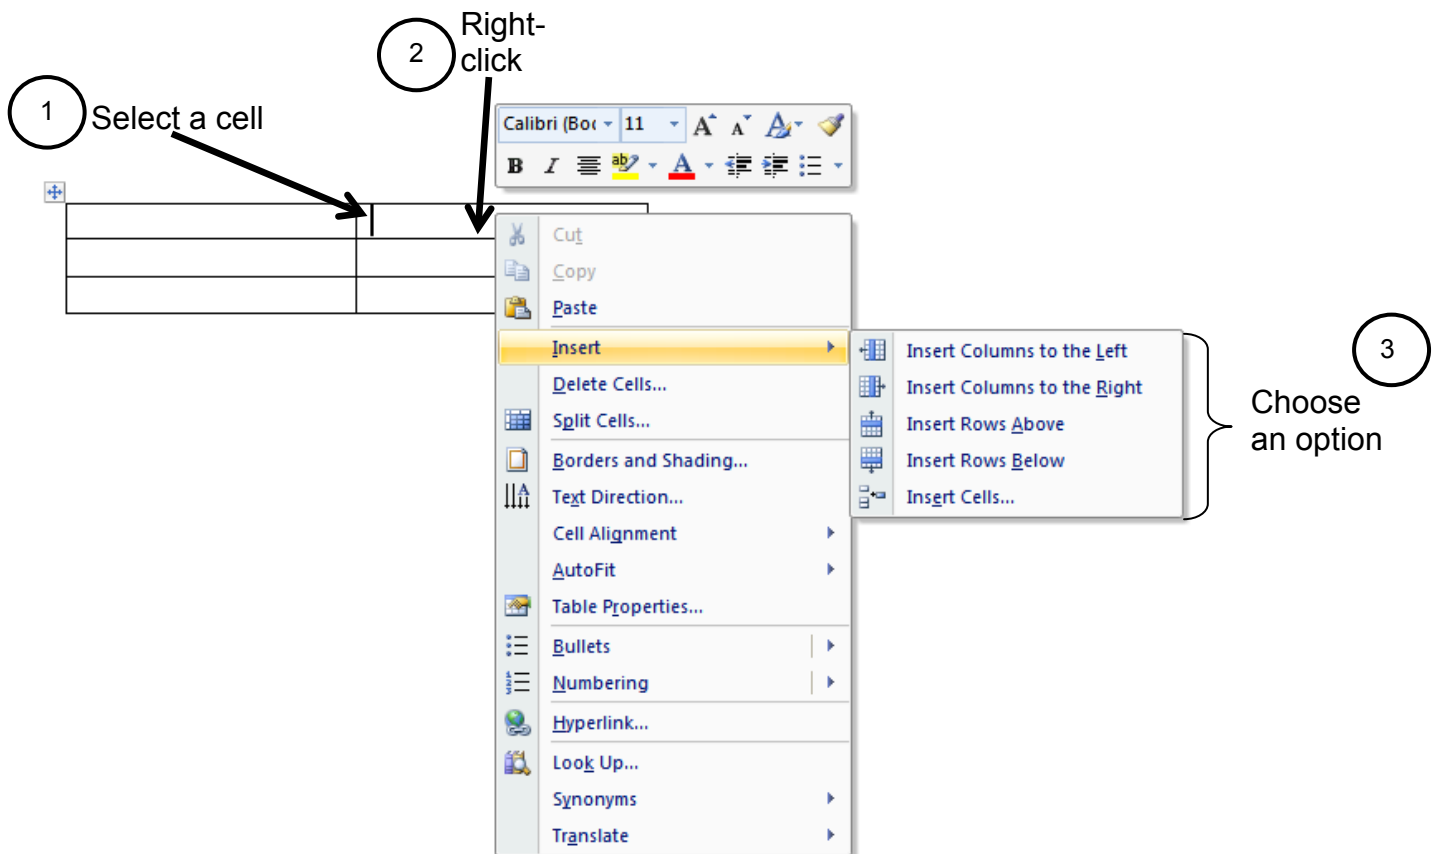 1
Select a cell
2
Right-
click
Calibri (Boc
11
A
A
A
B
I
ab
A
Cut
Copy
Paste
Insert
Delete Cells...
Split Cells...
Borders and Shading...
Text Direction...
Cell Alignment
AutoFit
Table Properties...
Bullets
Numbering
Hyperlink...
Look Up...
Synonyms
Translate
Insert Columns to the Left
Insert Columns to the Right
Insert Rows Above
Insert Rows Below
Insert Cells...
3
Choose
an option